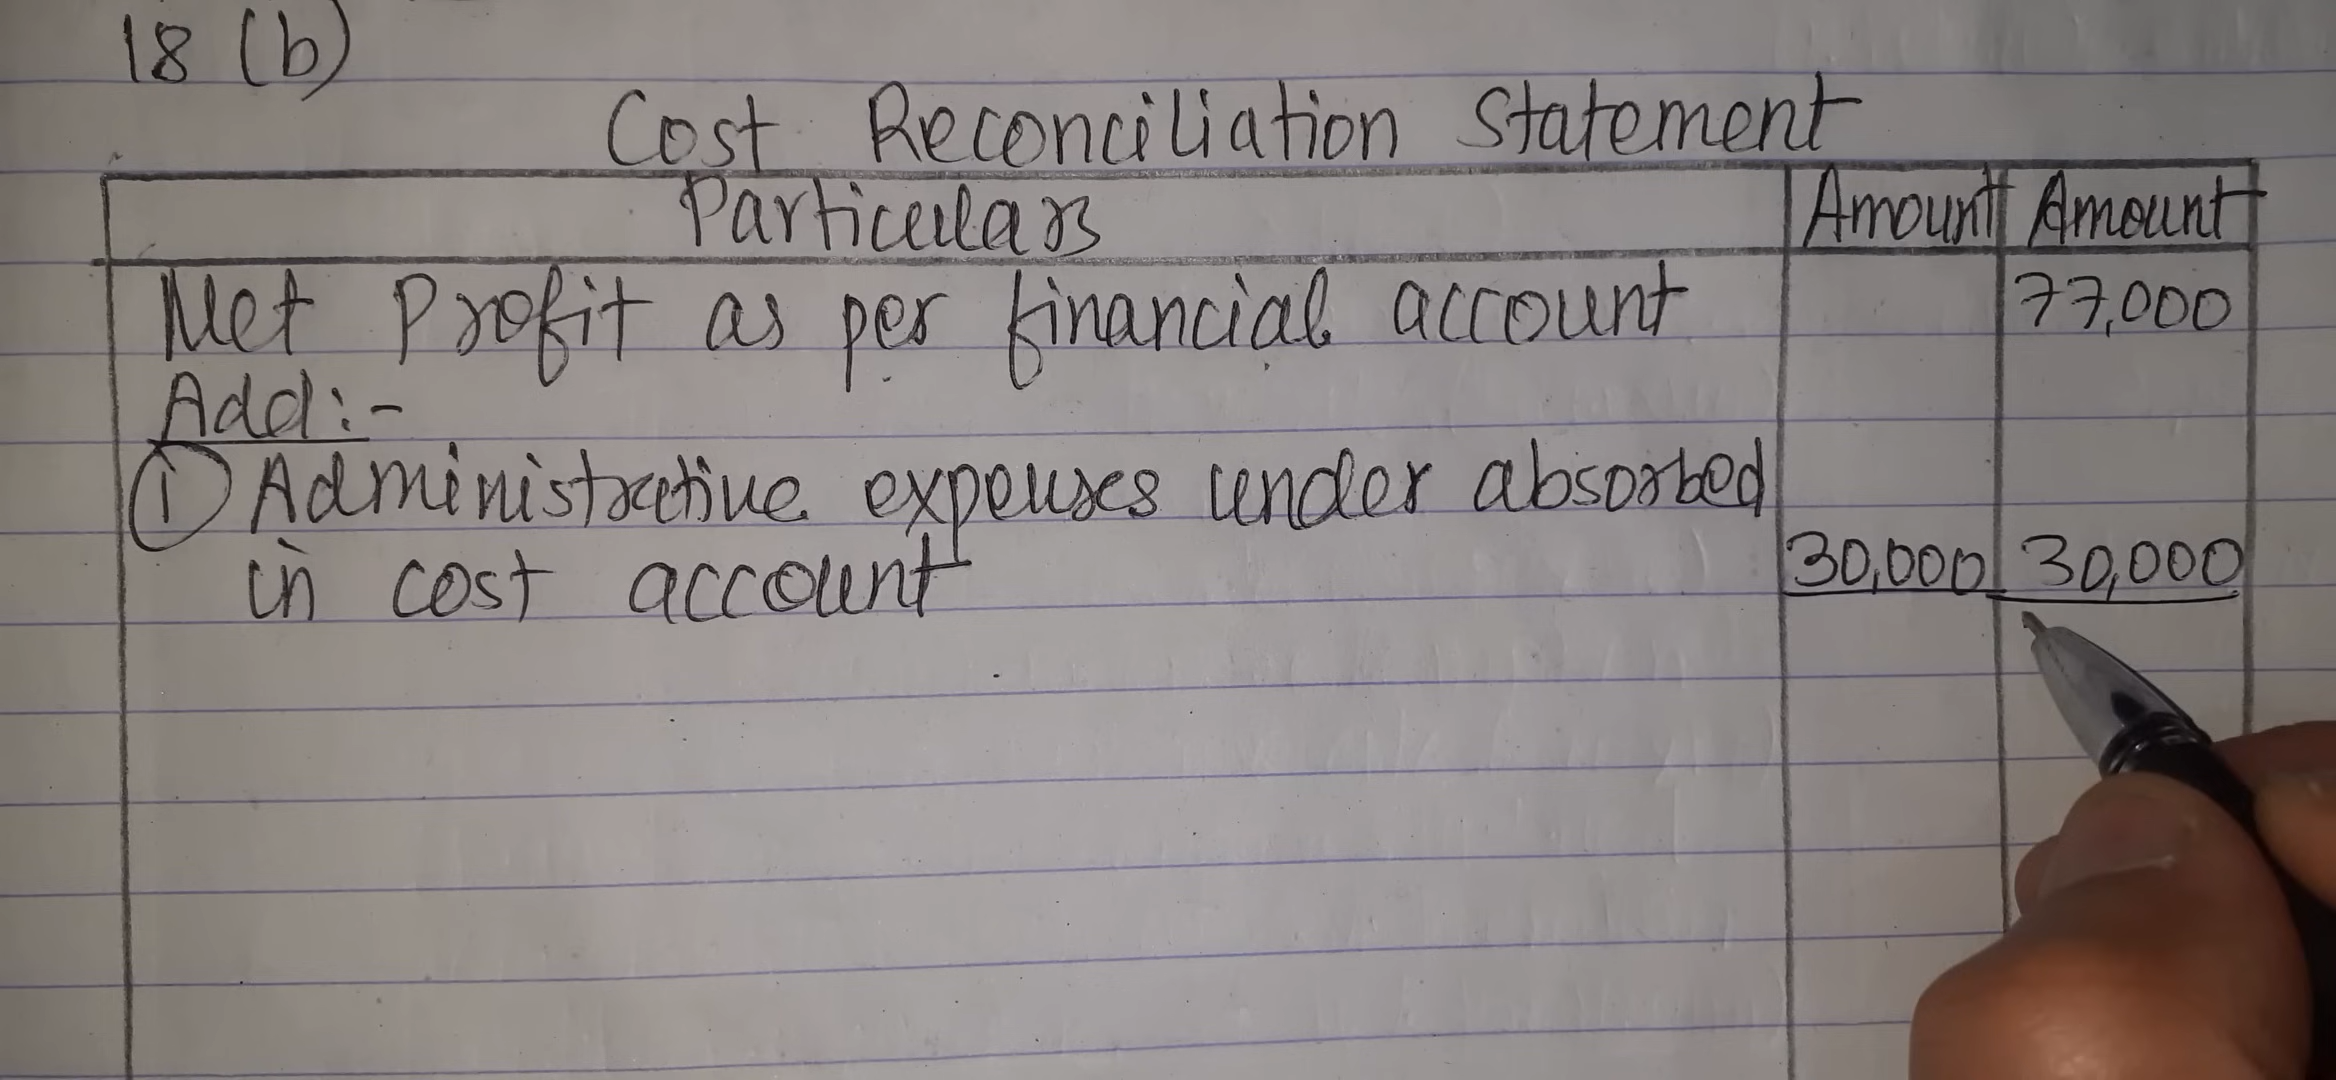 18 (b)
Cost Reconciliation Statement
Particulars Amount Amount
Net Profit as per financial account 77,000
Add:-
① Administrative expenses under absorbed
in cost account 30,000 30,000